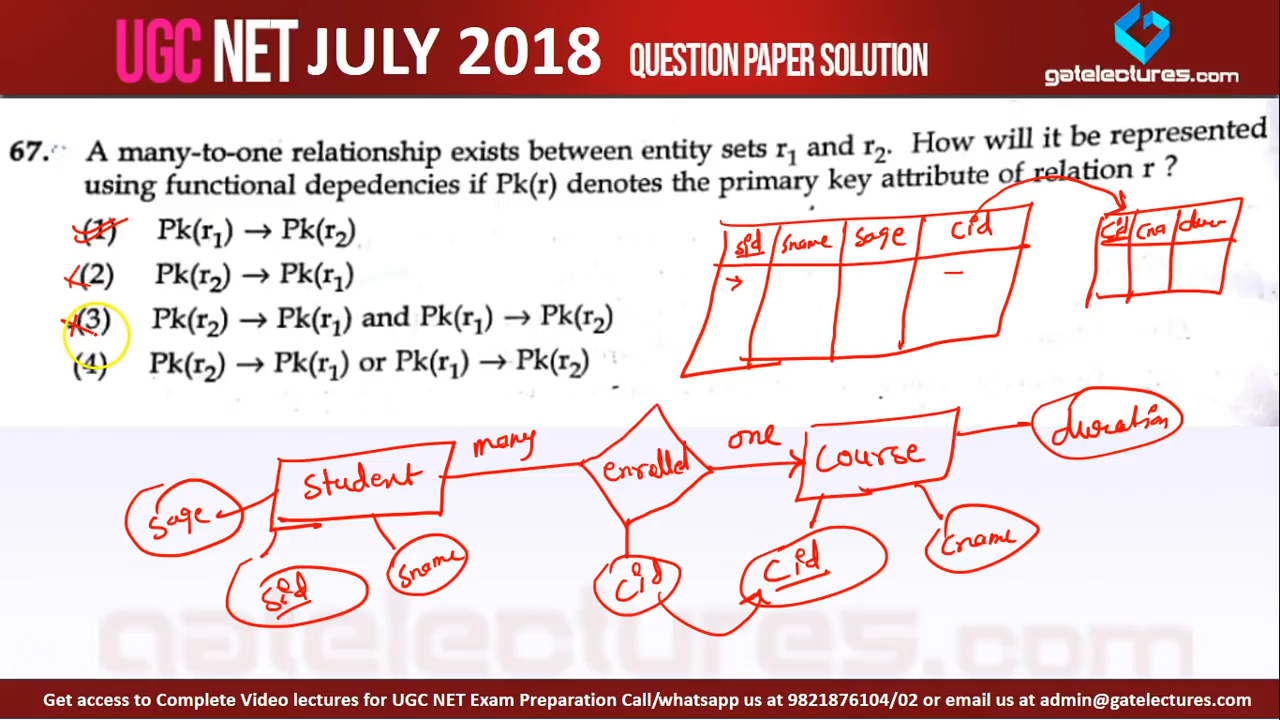 UGC NET JULY 2018 QUESTION PAPER SOLUTION
gatelectures.com
67. A many-to-one relationship exists between entity sets r₁ and r₂. How will it be represented
using functional depedencies if Pk(r) denotes the primary key attribute of relation r ?
(1) Pk(r₁) → Pk(r₂)
(2) Pk(r₂) → Pk(r₁)
(3) Pk(r₂) → Pk(r₁) and Pk(r₁) → Pk(r₂)
(4) Pk(r₂) → Pk(r₁) or Pk(r₁) → Pk(r₂)
sid sname sage cid
cid cna
many one
Student enrolled Course duration
sage sid sname cid cid cname
gatelectures.com
Get access to Complete Video lectures for UGC NET Exam Preparation Call/whatsapp us at 9821876104/02 or email us at admin@gatelectures.com